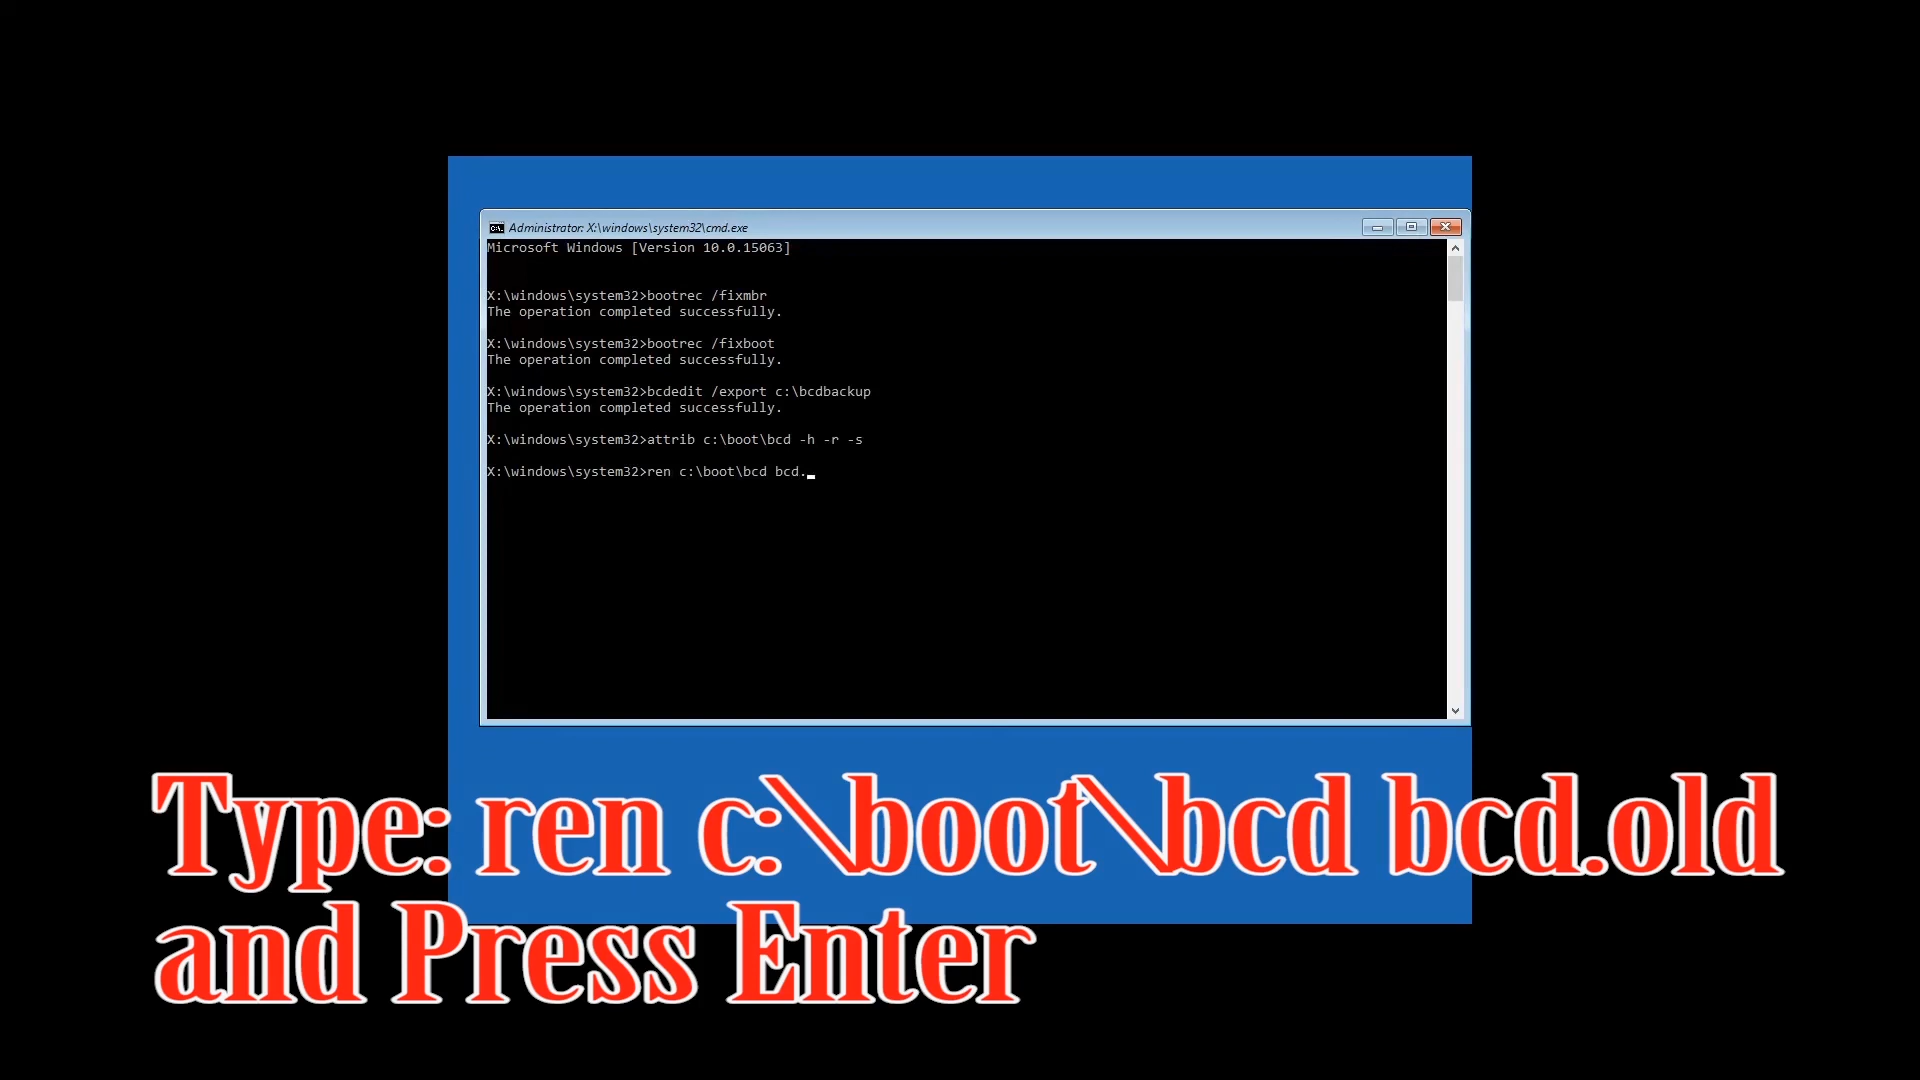 Administrator: X:\windows\system32\cmd.exe
Microsoft Windows [Version 10.0.15063]
X:\windows\system32>bootrec /fixmbr
The operation completed successfully.
X:\windows\system32>bootrec /fixboot
The operation completed successfully.
X:\windows\system32>bcdedit /export c:\bcdbackup
The operation completed successfully.
X:\windows\system32>attrib c:\boot\bcd -h -r -s
X:\windows\system32>ren c:\boot\bcd bcd.
Type: ren c:\boot\bcd bcd.old
and Press Enter